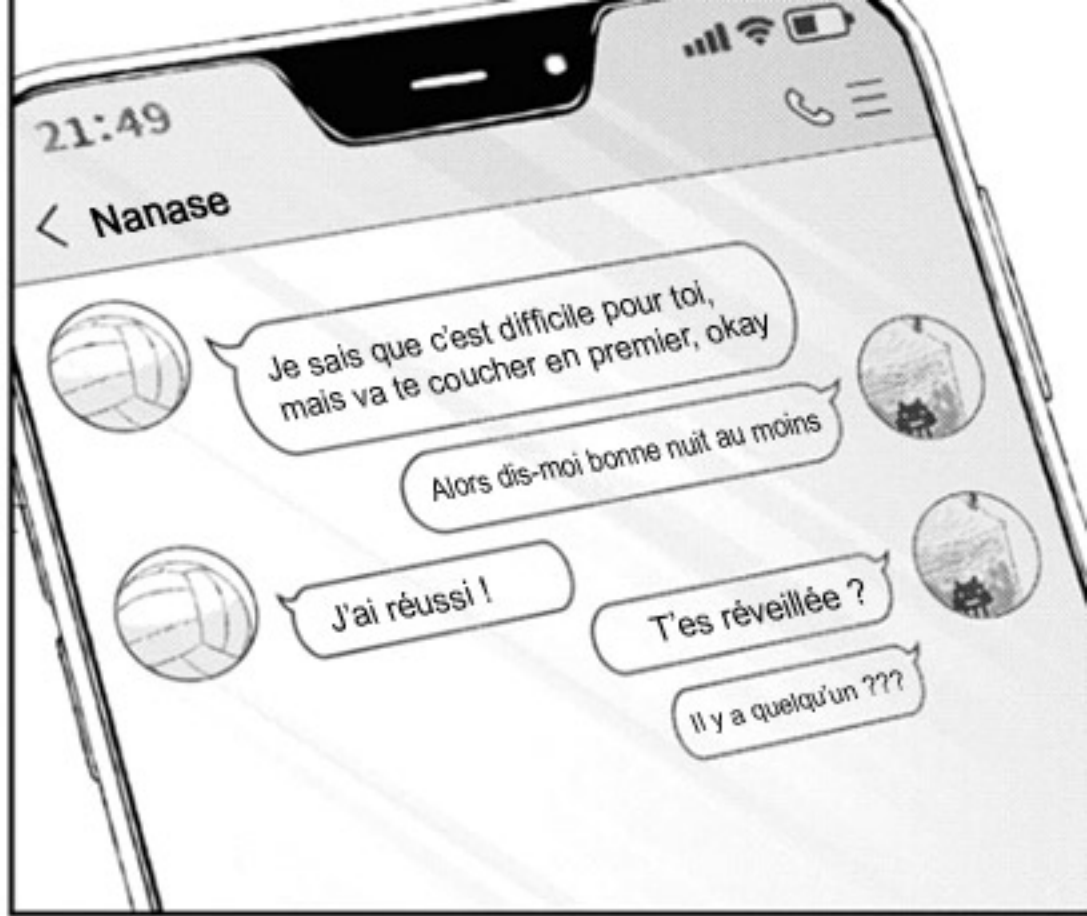 21:49
Nanase
Je sais que c'est difficile pour toi,
mais va te coucher en premier, okay
Alors dis-moi bonne nuit au moins
J'ai réussi !
T'es réveillée ?
Il y a quelqu'un ???